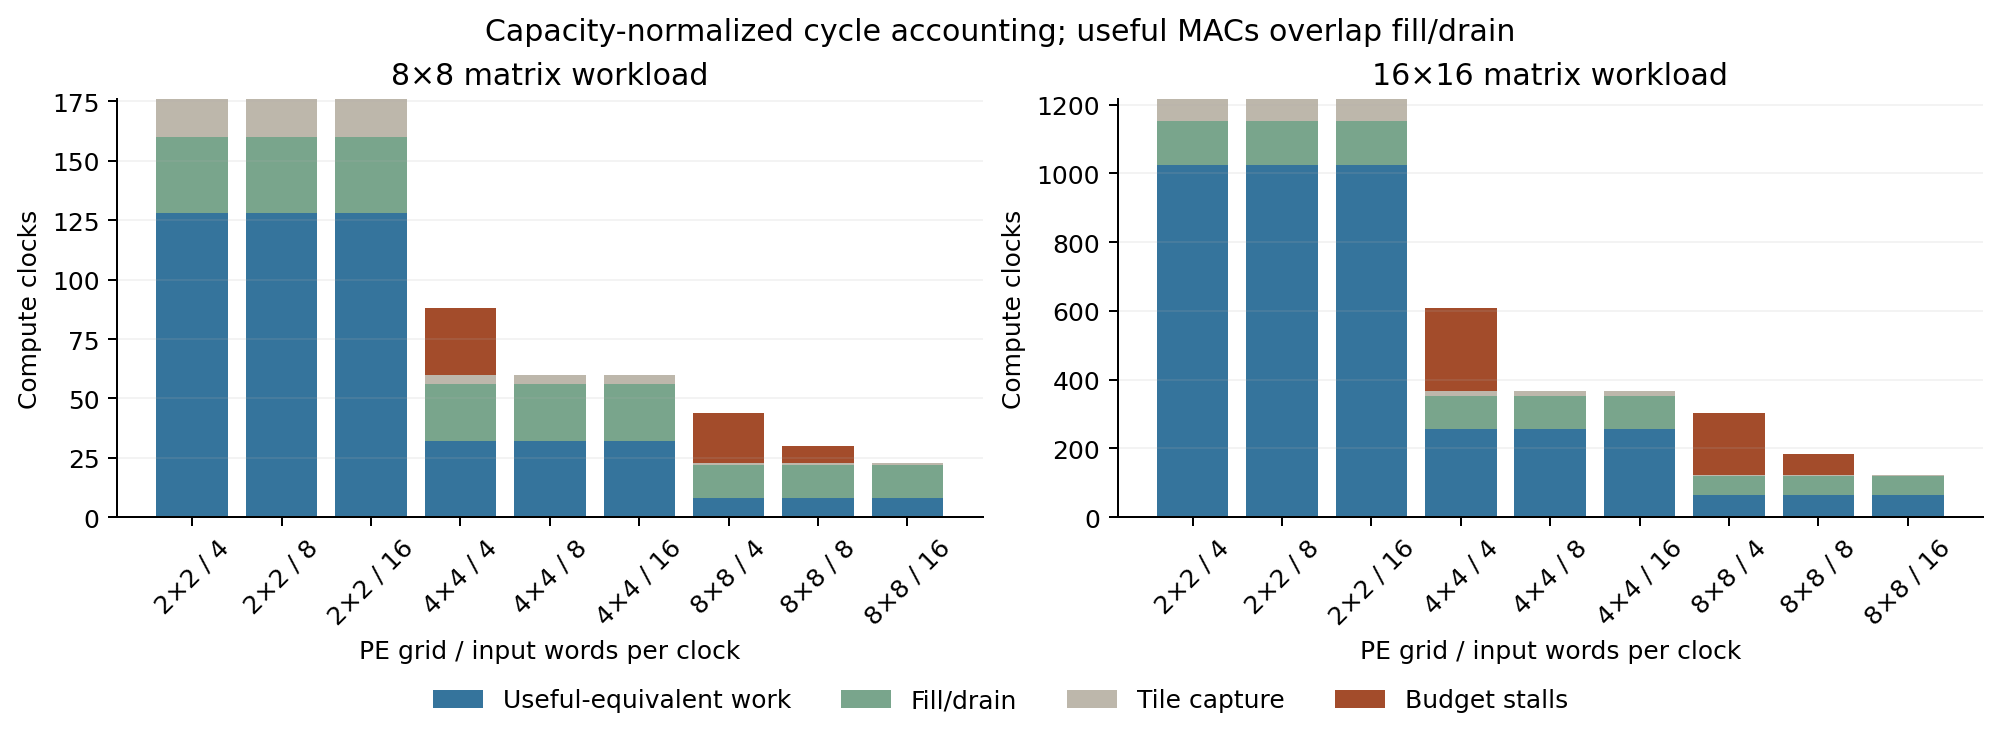 Capacity-normalized cycle accounting; useful MACs overlap fill/drain
8×8 matrix workload
175
150
125
100
75
50
25
0
Compute clocks
2×2 / 4
2×2 / 8
2×2 / 16
4×4 / 4
4×4 / 8
4×4 / 16
8×8 / 4
8×8 / 8
8×8 / 16
PE grid / input words per clock
16×16 matrix workload
1200
1000
800
600
400
200
0
Compute clocks
2×2 / 4
2×2 / 8
2×2 / 16
4×4 / 4
4×4 / 8
4×4 / 16
8×8 / 4
8×8 / 8
8×8 / 16
PE grid / input words per clock
Useful-equivalent work
Fill/drain
Tile capture
Budget stalls